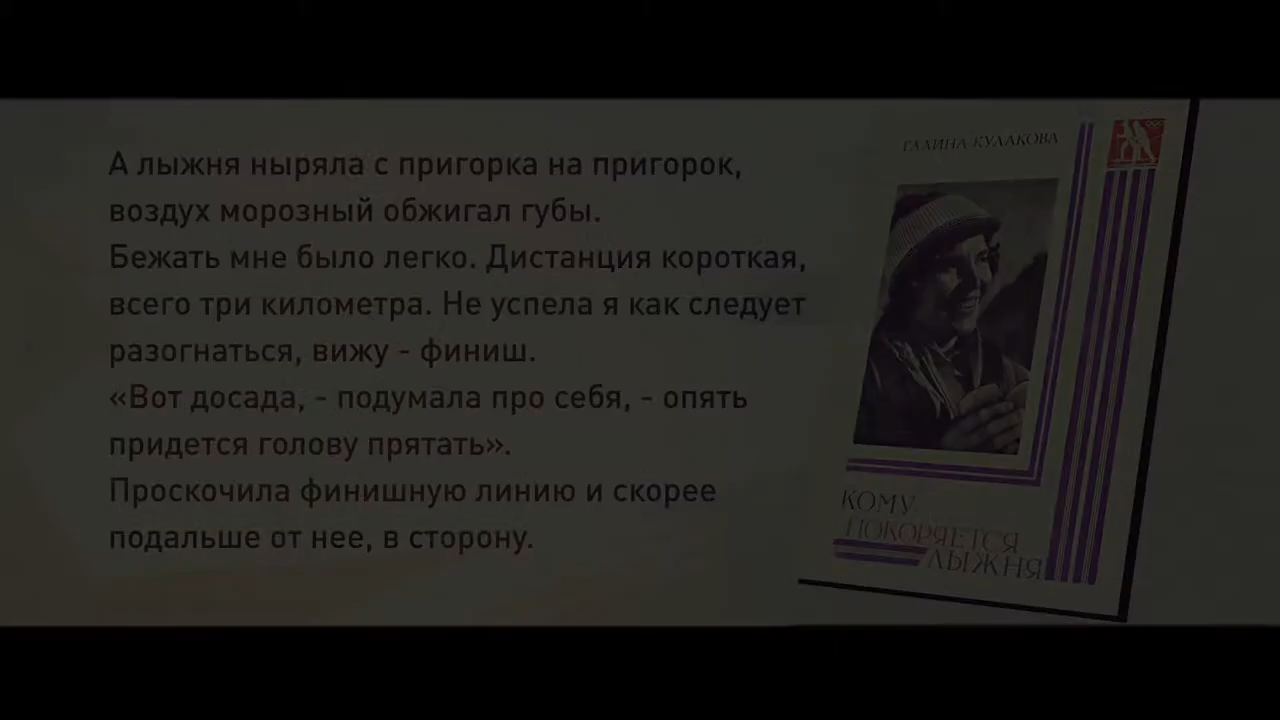 А лыжня ныряла с пригорка на пригорок,
воздух морозный обжигал губы.
Бежать мне было легко. Дистанция короткая,
всего три километра. Не успела я как следует
разогнаться, вижу - финиш.
«Вот досада, - подумала про себя, - опять
придется голову прятать».
Проскочила финишную линию и скорее
подальше от нее, в сторону.
ГАЛИНА КУЛАКОВА
КОМУ
ПОКОРЯЕТСЯ
ЛЫЖНЯ